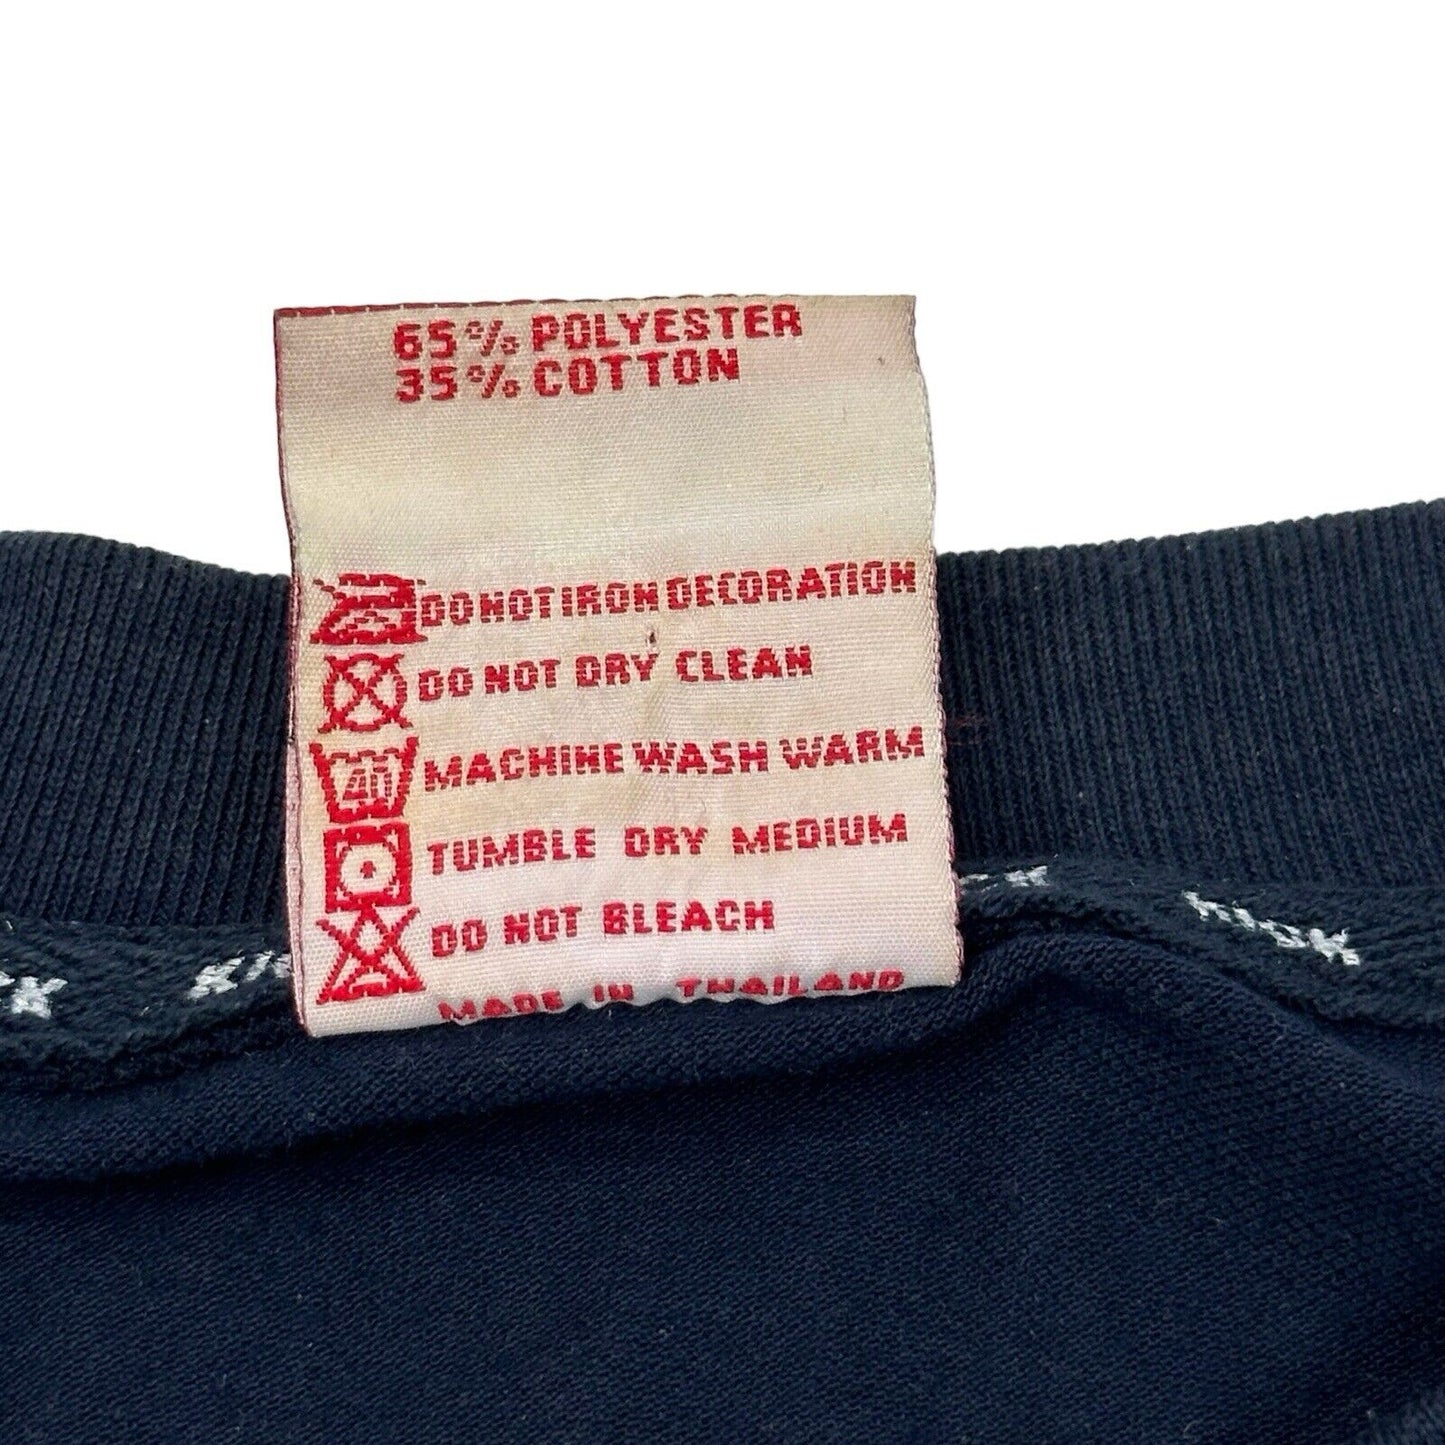 65% POLYESTER
35% COTTON
DO NOT IRON DECORATION
DO NOT DRY CLEAN
40 MACHINE WASH WARM
TUMBLE DRY MEDIUM
DO NOT BLEACH
MADE IN THAILAND